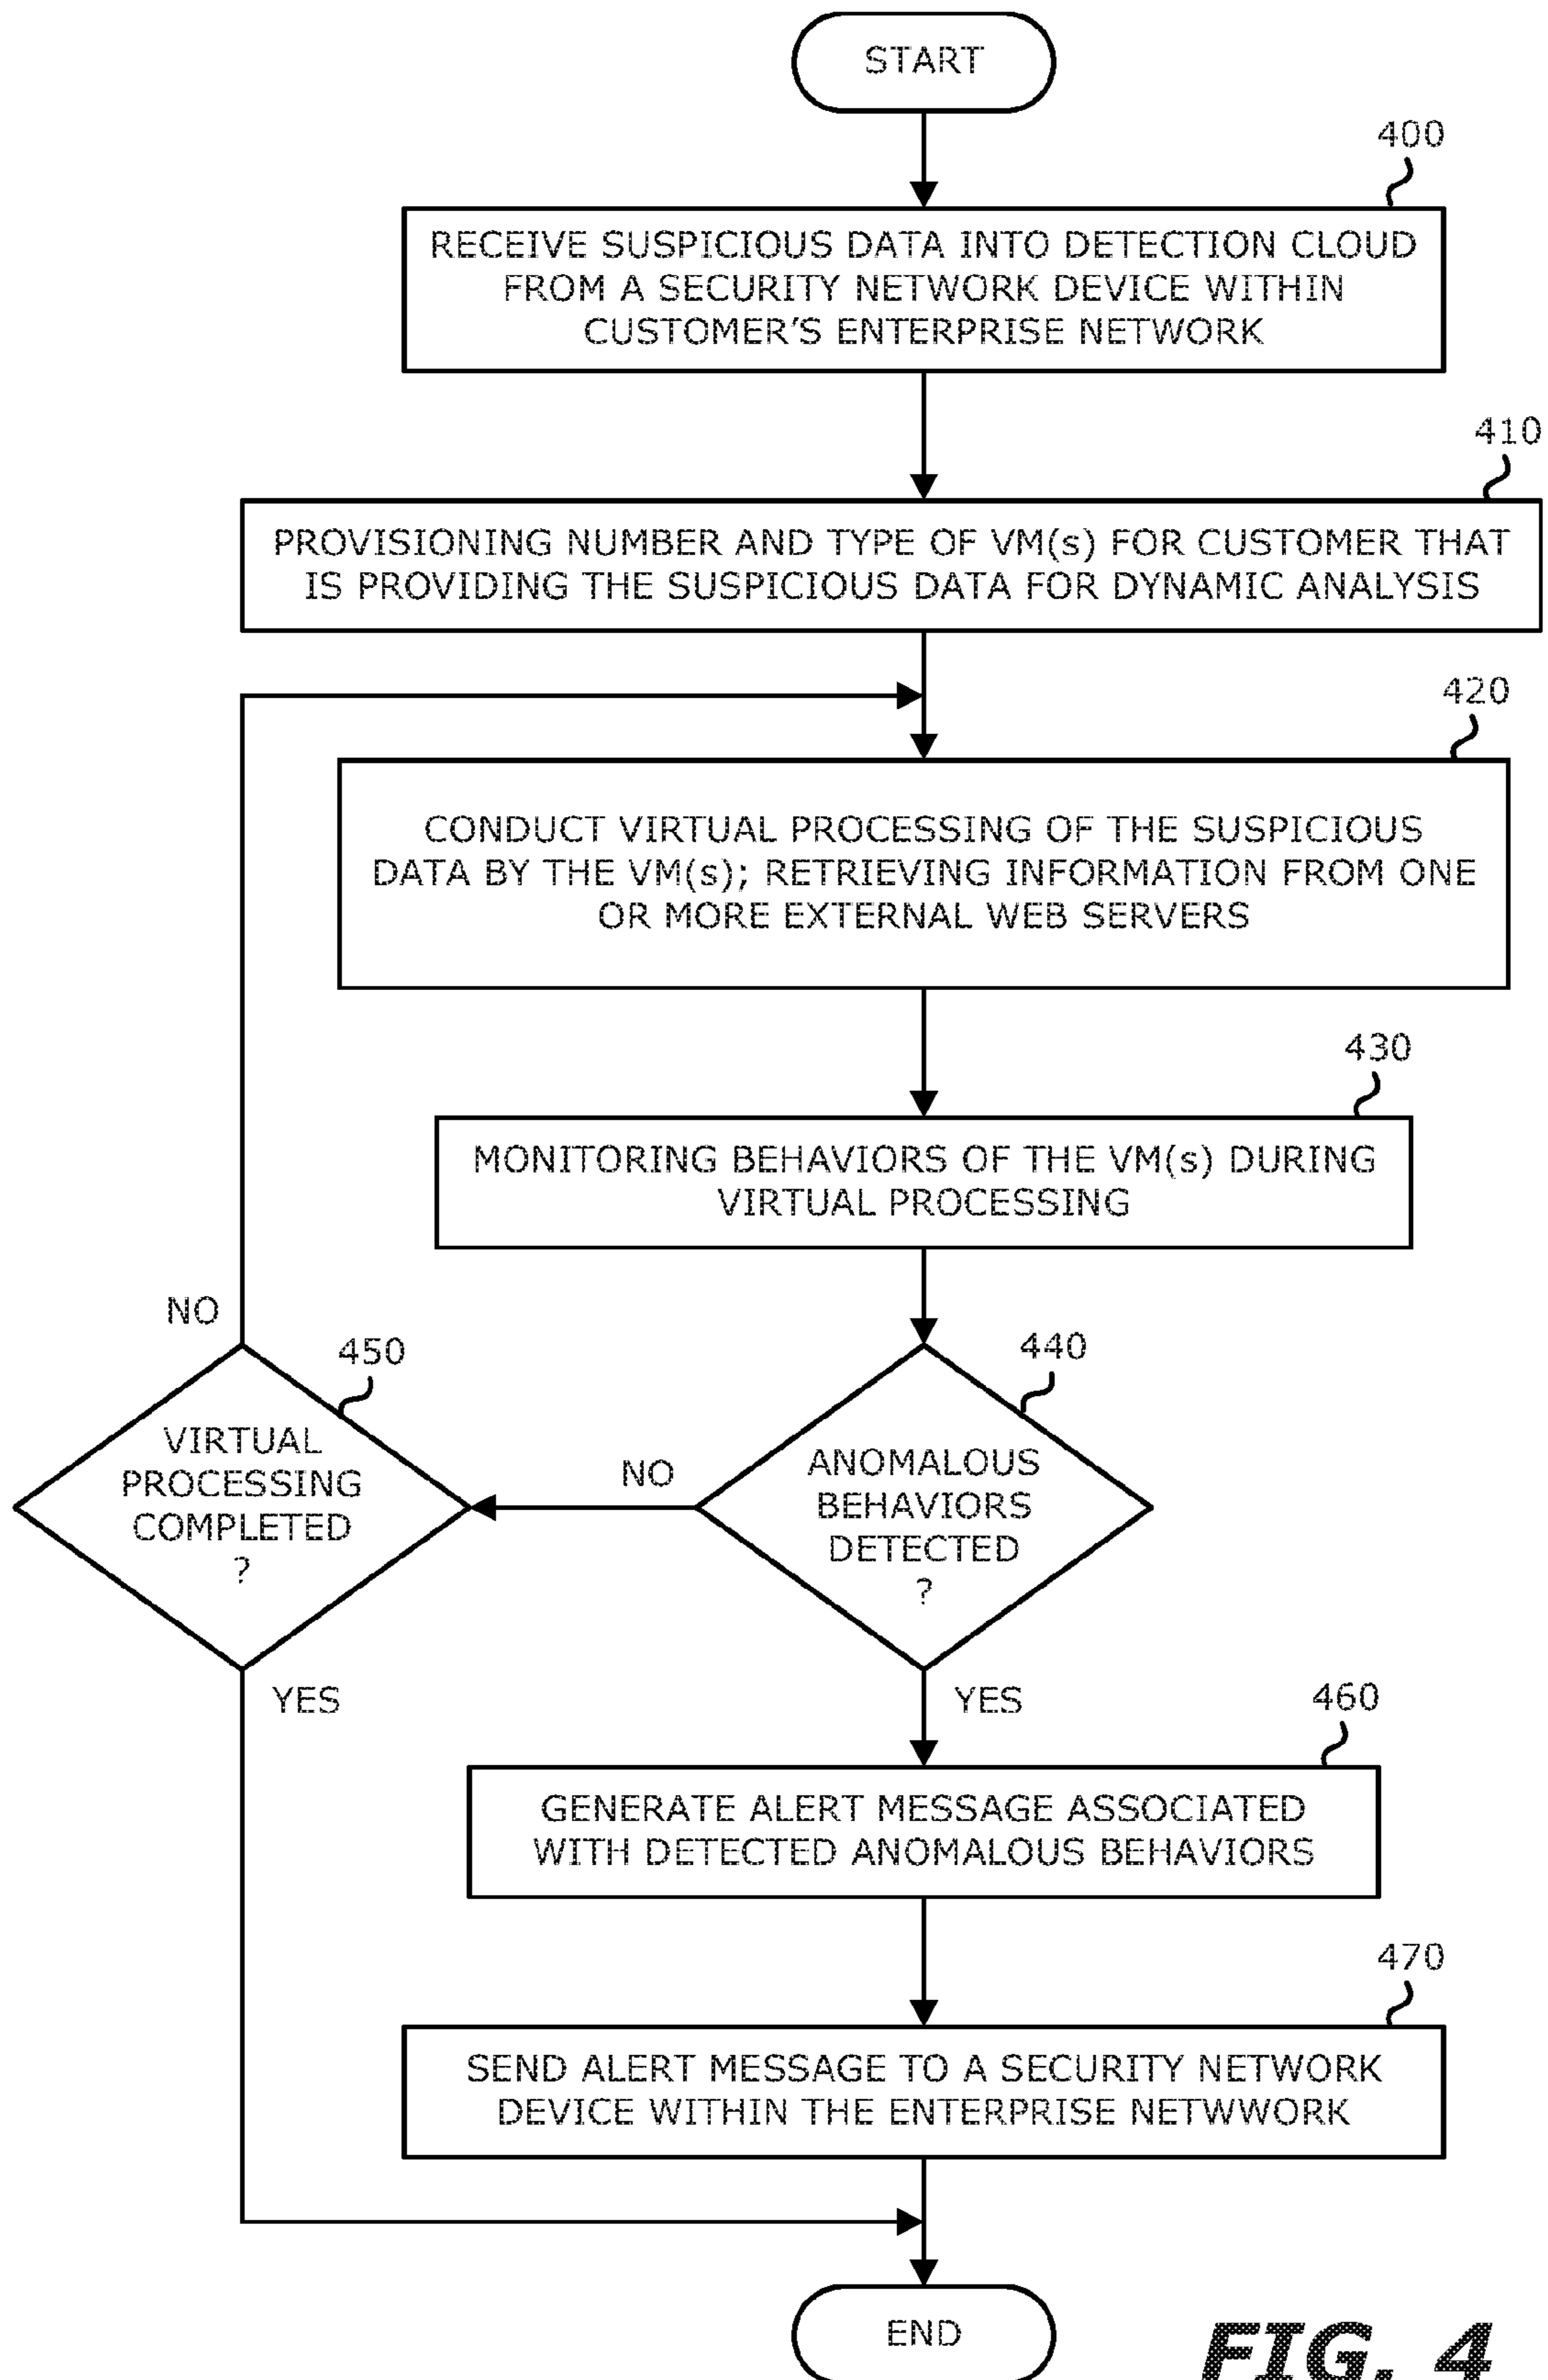 START
400
RECEIVE SUSPICIOUS DATA INTO DETECTION CLOUD
FROM A SECURITY NETWORK DEVICE WITHIN
CUSTOMER'S ENTERPRISE NETWORK
410
PROVISIONING NUMBER AND TYPE OF VM(s) FOR CUSTOMER THAT
IS PROVIDING THE SUSPICIOUS DATA FOR DYNAMIC ANALYSIS
420
CONDUCT VIRTUAL PROCESSING OF THE SUSPICIOUS
DATA BY THE VM(s); RETRIEVING INFORMATION FROM ONE
OR MORE EXTERNAL WEB SERVERS
430
MONITORING BEHAVIORS OF THE VM(s) DURING
VIRTUAL PROCESSING
NO
450
VIRTUAL
PROCESSING
COMPLETED
?
YES
NO
440
ANOMALOUS
BEHAVIORS
DETECTED
?
YES
460
GENERATE ALERT MESSAGE ASSOCIATED
WITH DETECTED ANOMALOUS BEHAVIORS
470
SEND ALERT MESSAGE TO A SECURITY NETWORK
DEVICE WITHIN THE ENTERPRISE NETWWORK
END
FIG. 4